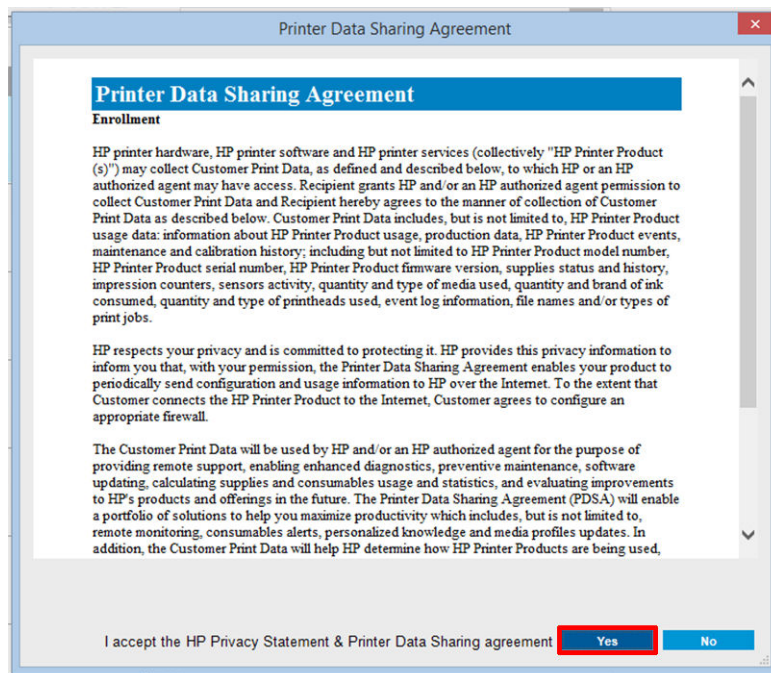 Printer Data Sharing Agreement
Printer Data Sharing Agreement
Enrollment
HP printer hardware, HP printer software and HP printer services (collectively "HP Printer Product
(s)") may collect Customer Print Data, as defined and described below, to which HP or an HP
authorized agent may have access. Recipient grants HP and/or an HP authorized agent permission to
collect Customer Print Data and Recipient hereby agrees to the manner of collection of Customer
Print Data as described below. Customer Print Data includes, but is not limited to, HP Printer Product
usage data: information about HP Printer Product usage, production data, HP Printer Product events,
maintenance and calibration history; including but not limited to HP Printer Product model number,
HP Printer Product serial number, HP Printer Product firmware version, supplies status and history,
impression counters, sensors activity, quantity and type of media used, quantity and brand of ink
consumed, quantity and type of printheads used, event log information, file names and/or types of
print jobs.
HP respects your privacy and is committed to protecting it. HP provides this privacy information to
inform you that, with your permission, the Printer Data Sharing Agreement enables your product to
periodically send configuration and usage information to HP over the Internet. To the extent that
Customer connects the HP Printer Product to the Internet, Customer agrees to configure an
appropriate firewall.
The Customer Print Data will be used by HP and/or an HP authorized agent for the purpose of
providing remote support, enabling enhanced diagnostics, preventive maintenance, software
updating, calculating supplies and consumables usage and statistics, and evaluating improvements
to HP's products and offerings in the future. The Printer Data Sharing Agreement (PDSA) will enable
a portfolio of solutions to help you maximize productivity which includes, but is not limited to,
remote monitoring, consumables alerts, personalized knowledge and media profiles updates. In
addition, the Customer Print Data will help HP determine how HP Printer Products are being used,
I accept the HP Privacy Statement & Printer Data Sharing agreement Yes No